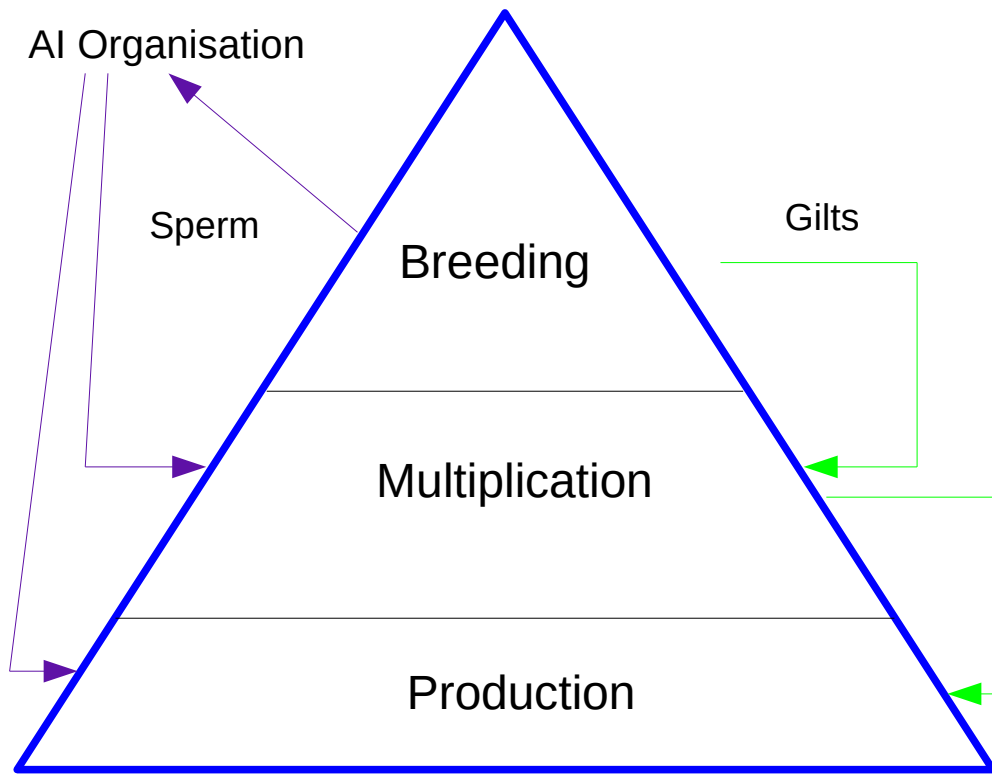 AI Organisation
Sperm
Gilts
Breeding
Multiplication
Production